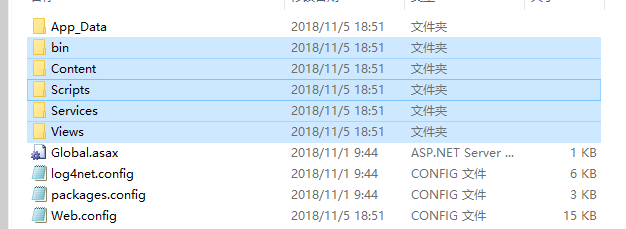 App_Data 2018/11/5 18:51 文件夹
bin 2018/11/5 18:51 文件夹
Content 2018/11/5 18:51 文件夹
Scripts 2018/11/5 18:51 文件夹
Services 2018/11/5 18:51 文件夹
Views 2018/11/5 18:51 文件夹
Global.asax 2018/11/1 9:44 ASP.NET Server ... 1 KB
log4net.config 2018/11/1 9:44 CONFIG 文件 6 KB
packages.config 2018/11/1 9:44 CONFIG 文件 3 KB
Web.config 2018/11/5 18:51 CONFIG 文件 15 KB